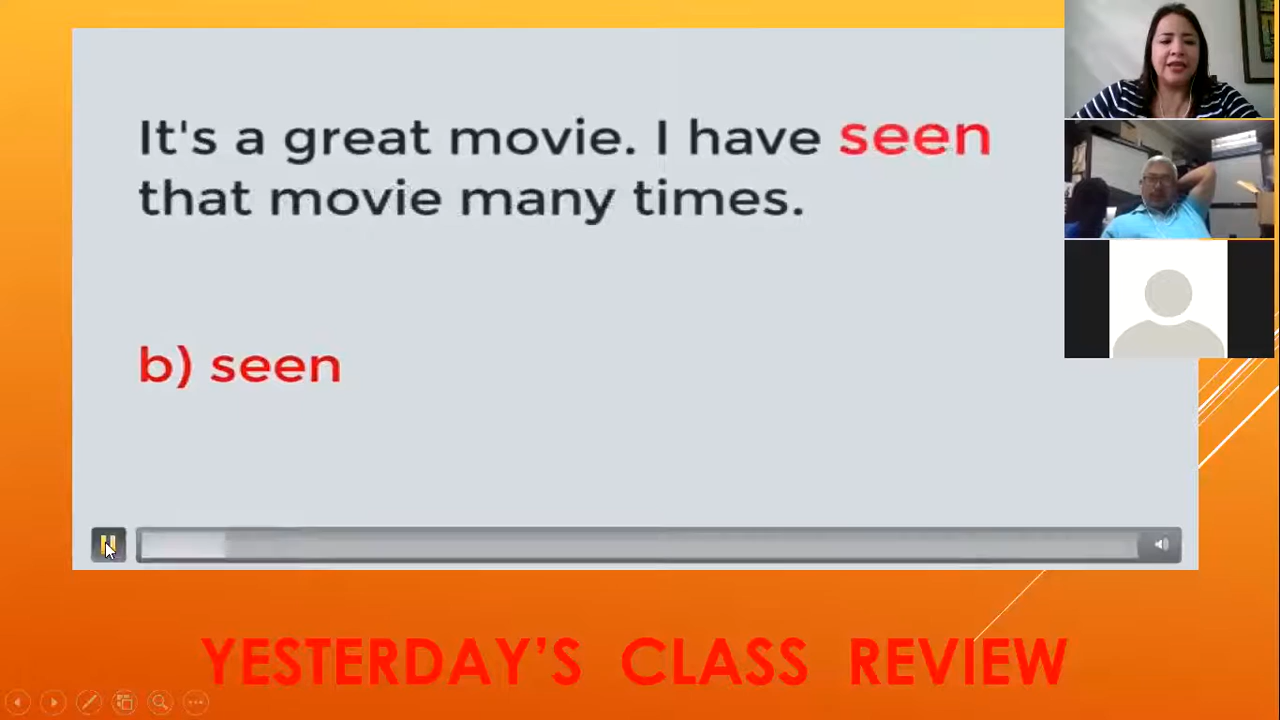 It's a great movie. I have seen
that movie many times.
b) seen
YESTERDAY'S CLASS REVIEW